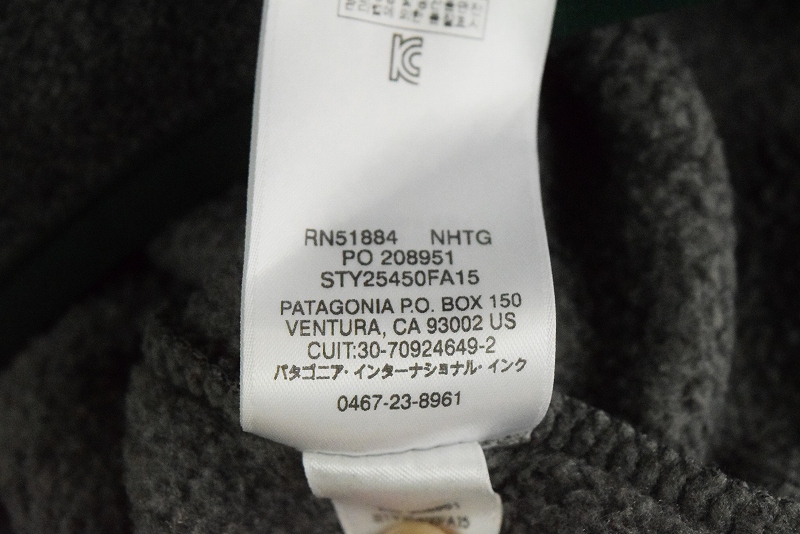 RN51884 NHTG
PO 208951
STY25450FA15
PATAGONIA P.O. BOX 150
VENTURA, CA 93002 US
CUIT:30-70924649-2
パタゴニア・インターナショナル・インク
0467-23-8961